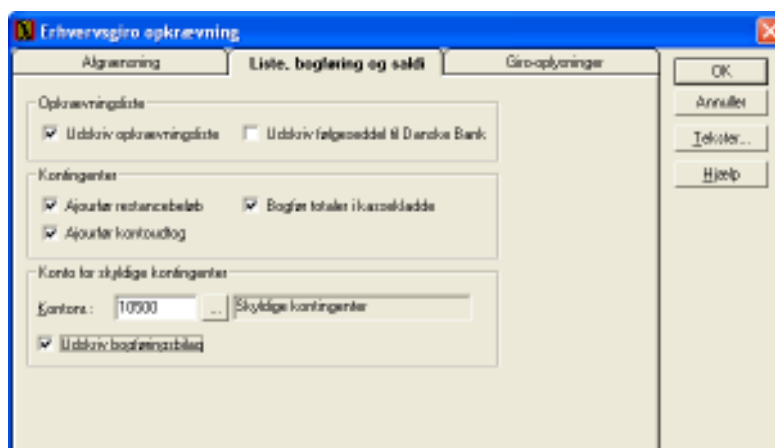 Erhvervsgiro opkrævning
Afgrænsning
Liste, bogføring og saldi
Giro-oplysninger
OK
Annuller
Tekster...
Hjælp
Opkrævningsliste
Udskriv opkrævningsliste
Udskriv følgeseddel til Danske Bank
Kontingenter
Ajourfør restancebeløb
Bogfør totaler i kassekladde
Ajourfør kontoudtog
Konto for skyldige kontingenter
Kontonr.: 10500 ... Skyldige kontingenter
Udskriv bogføringsbilag